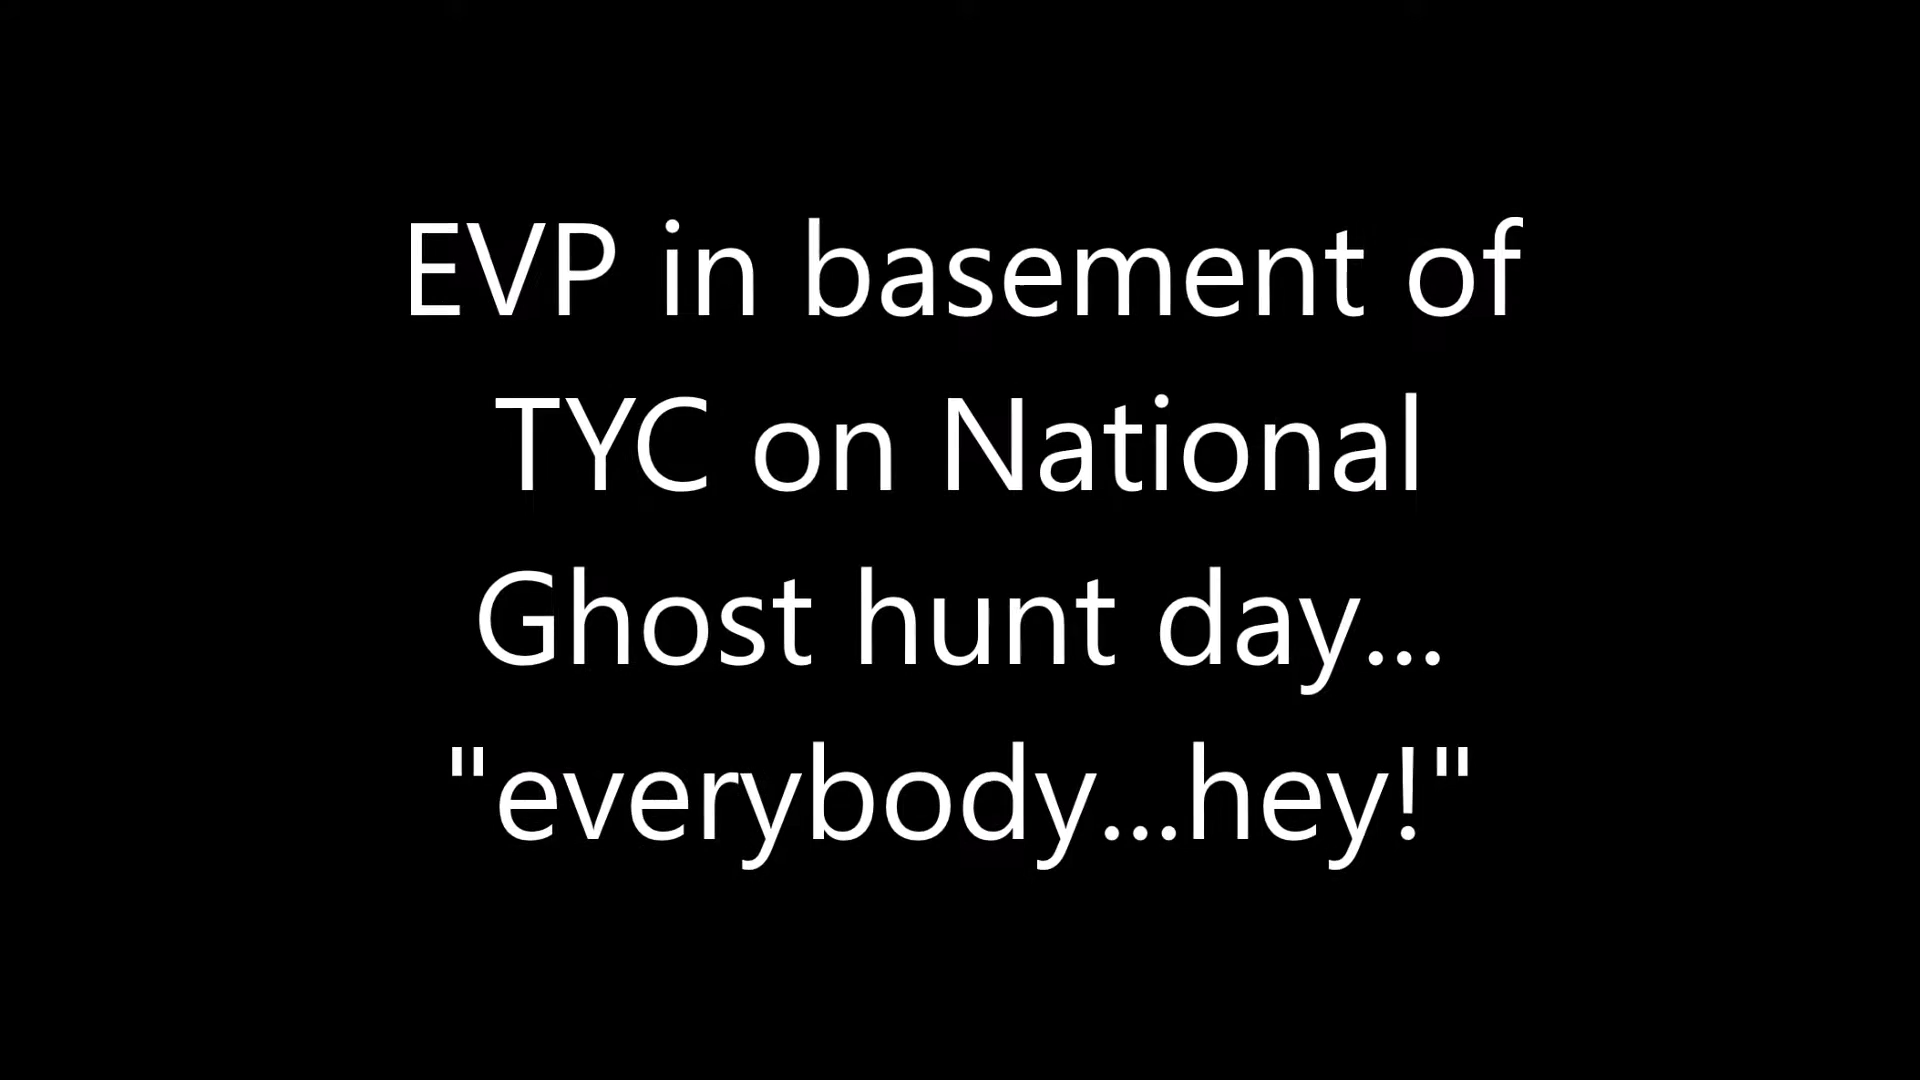 EVP in basement of
TYC on National
Ghost hunt day...
"everybody...hey!"